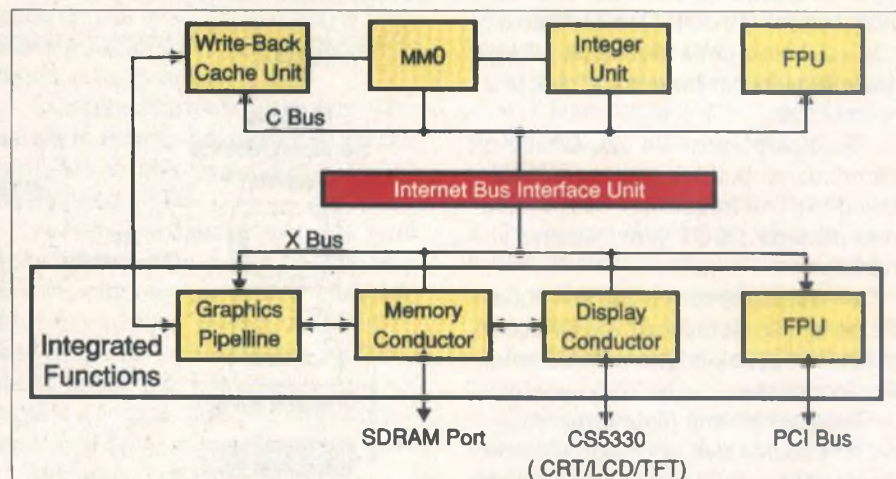 Write-Back
Cache Unit
MM0
Integer
Unit
FPU
C Bus
Internet Bus Interface Unit
X Bus
Graphics
Pipelline
Memory
Conductor
Display
Conductor
FPU
Integrated
Functions
SDRAM Port
CS5330
( CRT/LCD/TFT)
PCI Bus